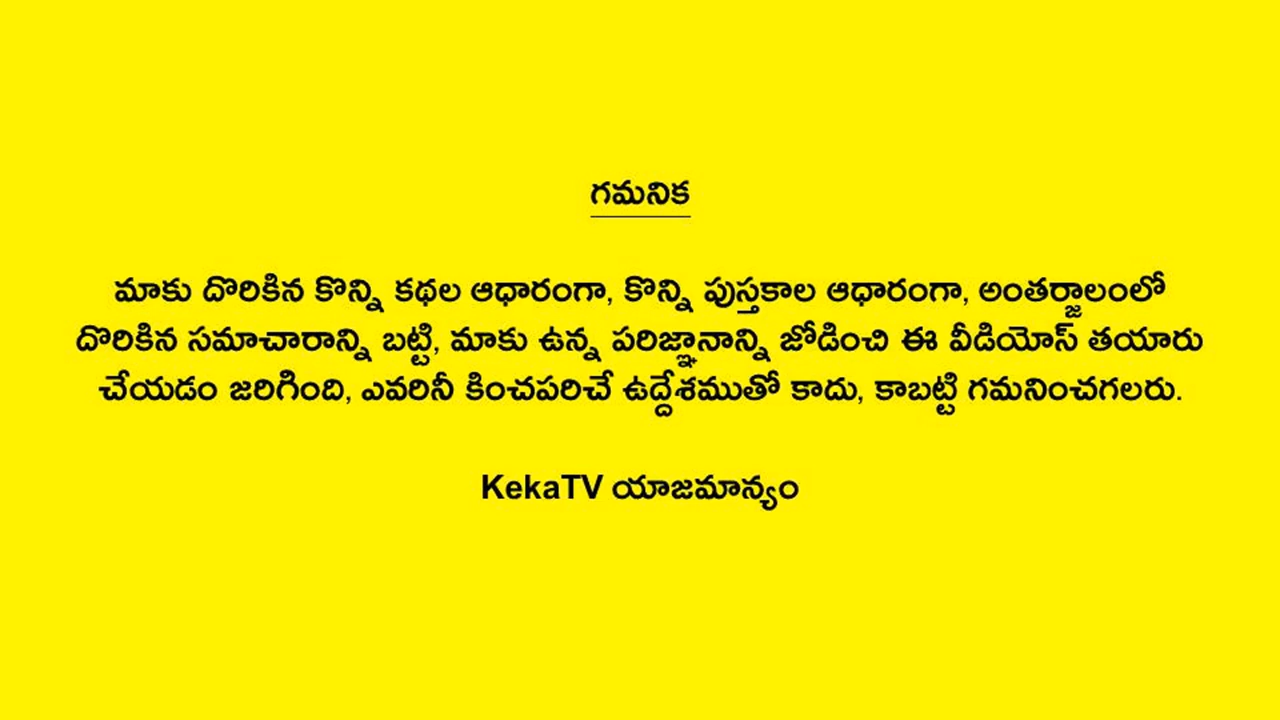 గమనిక
మాకు దొరికిన కొన్ని కథల ఆధారంగా, కొన్ని పుస్తకాల ఆధారంగా, అంతర్జాలంలో
దొరికిన సమాచారాన్ని బట్టి, మాకు ఉన్న పరిజ్ఞానాన్ని జోడించి ఈ వీడియోస్ తయారు
చేయడం జరిగింది, ఎవరినీ కించపరిచే ఉద్దేశముతో కాదు, కాబట్టి గమనించగలరు.
KekaTV యాజమాన్యం